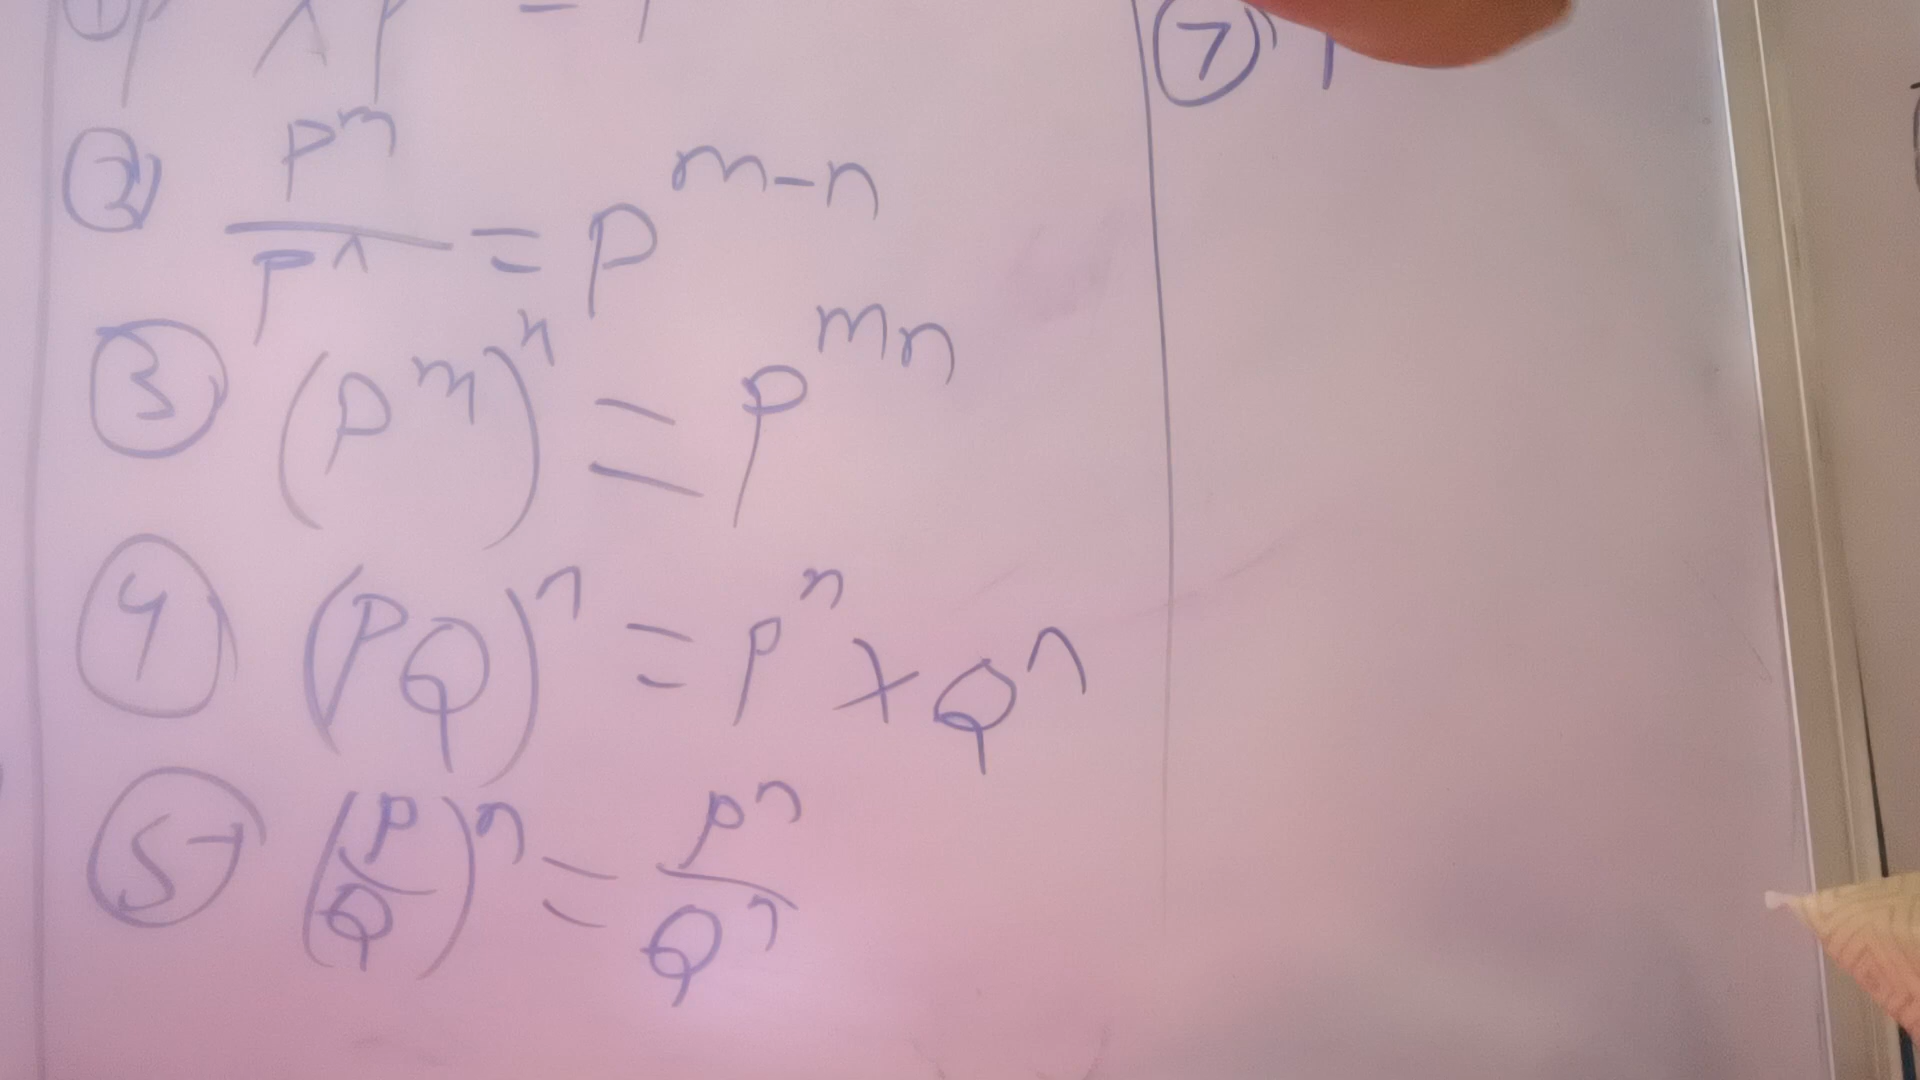 ②) P^m / P^n = P^(m-n)
③ (P^m)^n = P^(mn)
④ (PQ)^n = P^n × Q^n
⑤ (P/Q)^n = P^n / Q^n
⑦)